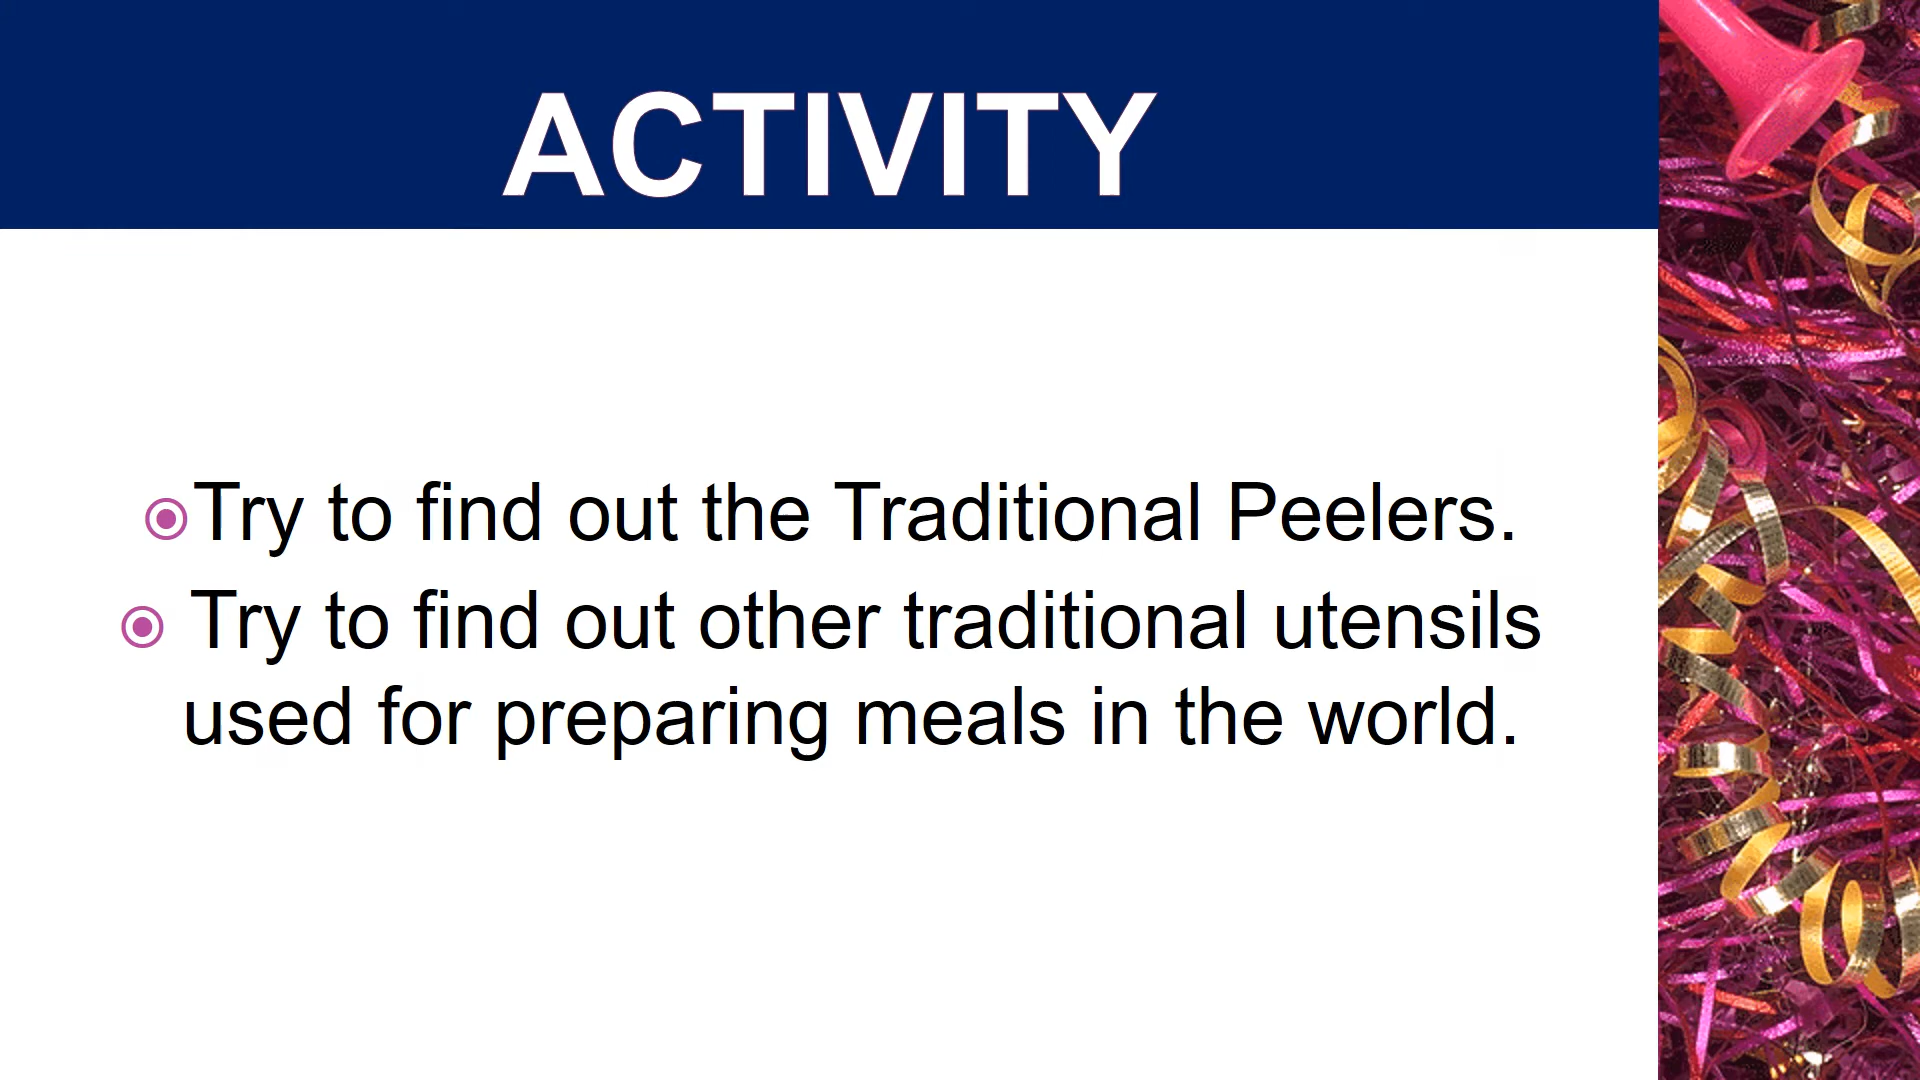 ACTIVITY
Try to find out the Traditional Peelers.
Try to find out other traditional utensils
used for preparing meals in the world.